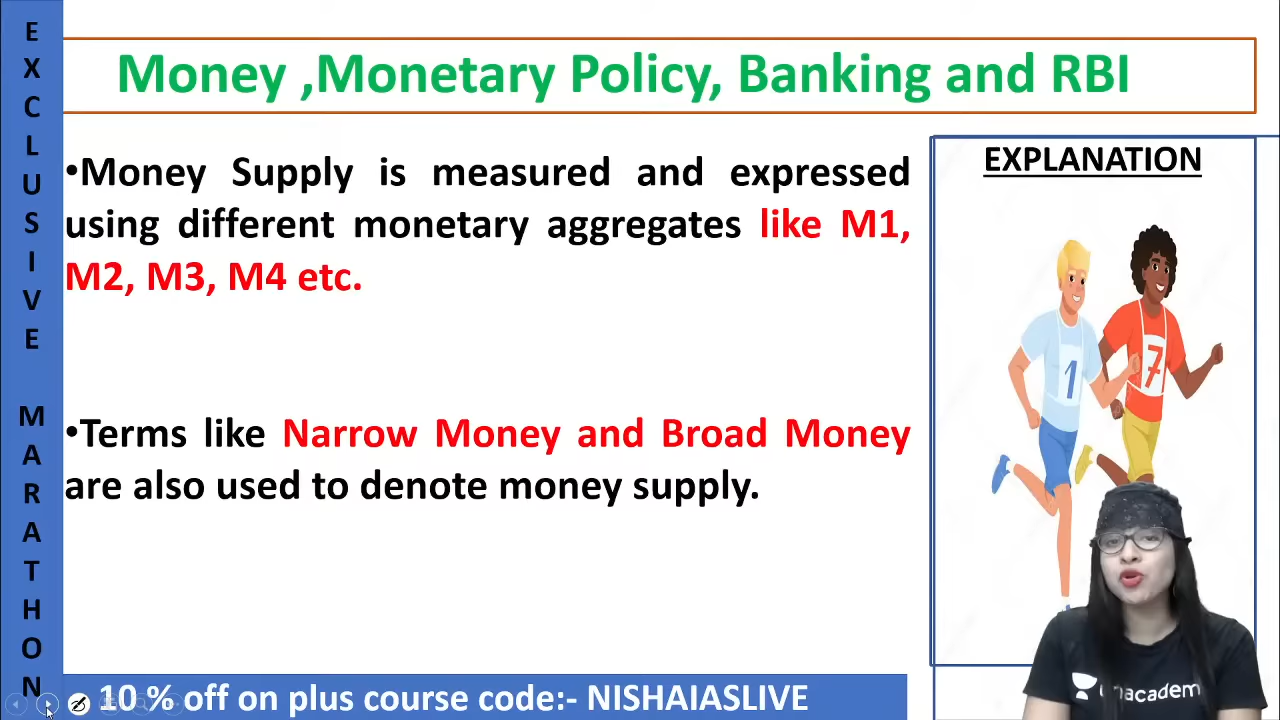 EXCLUSIVE MARATHON
Money ,Monetary Policy, Banking and RBI
•Money Supply is measured and expressed
using different monetary aggregates like M1,
M2, M3, M4 etc.
•Terms like Narrow Money and Broad Money
are also used to denote money supply.
EXPLANATION
1
7
10 % off on plus course code:- NISHAIASLIVE